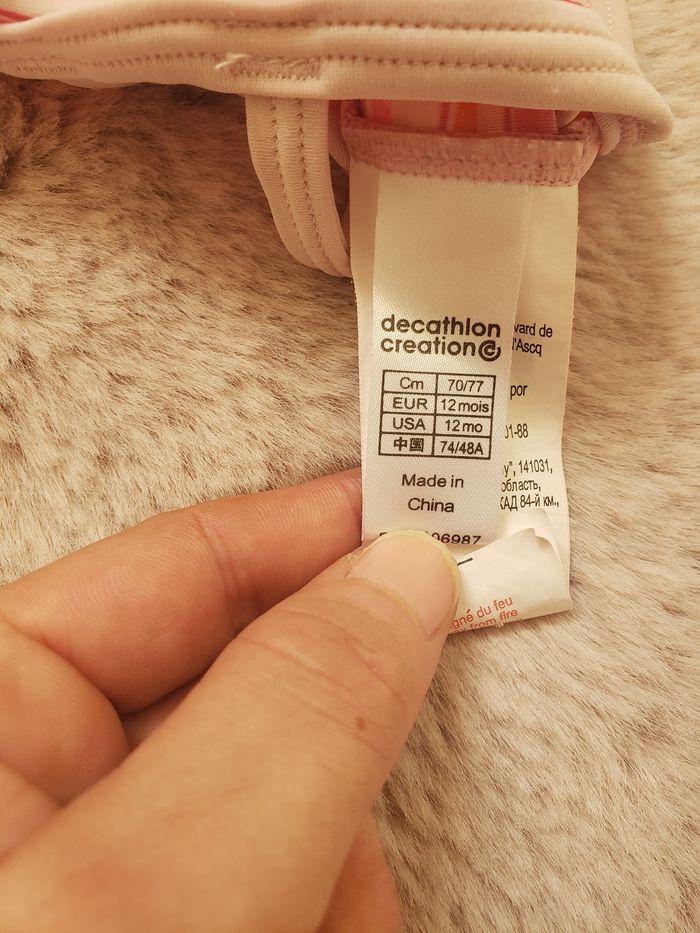 decathlon
creation
Cm 70/77
EUR 12 mois
USA 12 mo
中国 74/48A
Made in
China
06987
vard de
d'Ascq
por
01-88
y", 141031,
область,
КАД 84-й км.,
gné du feu
from fire